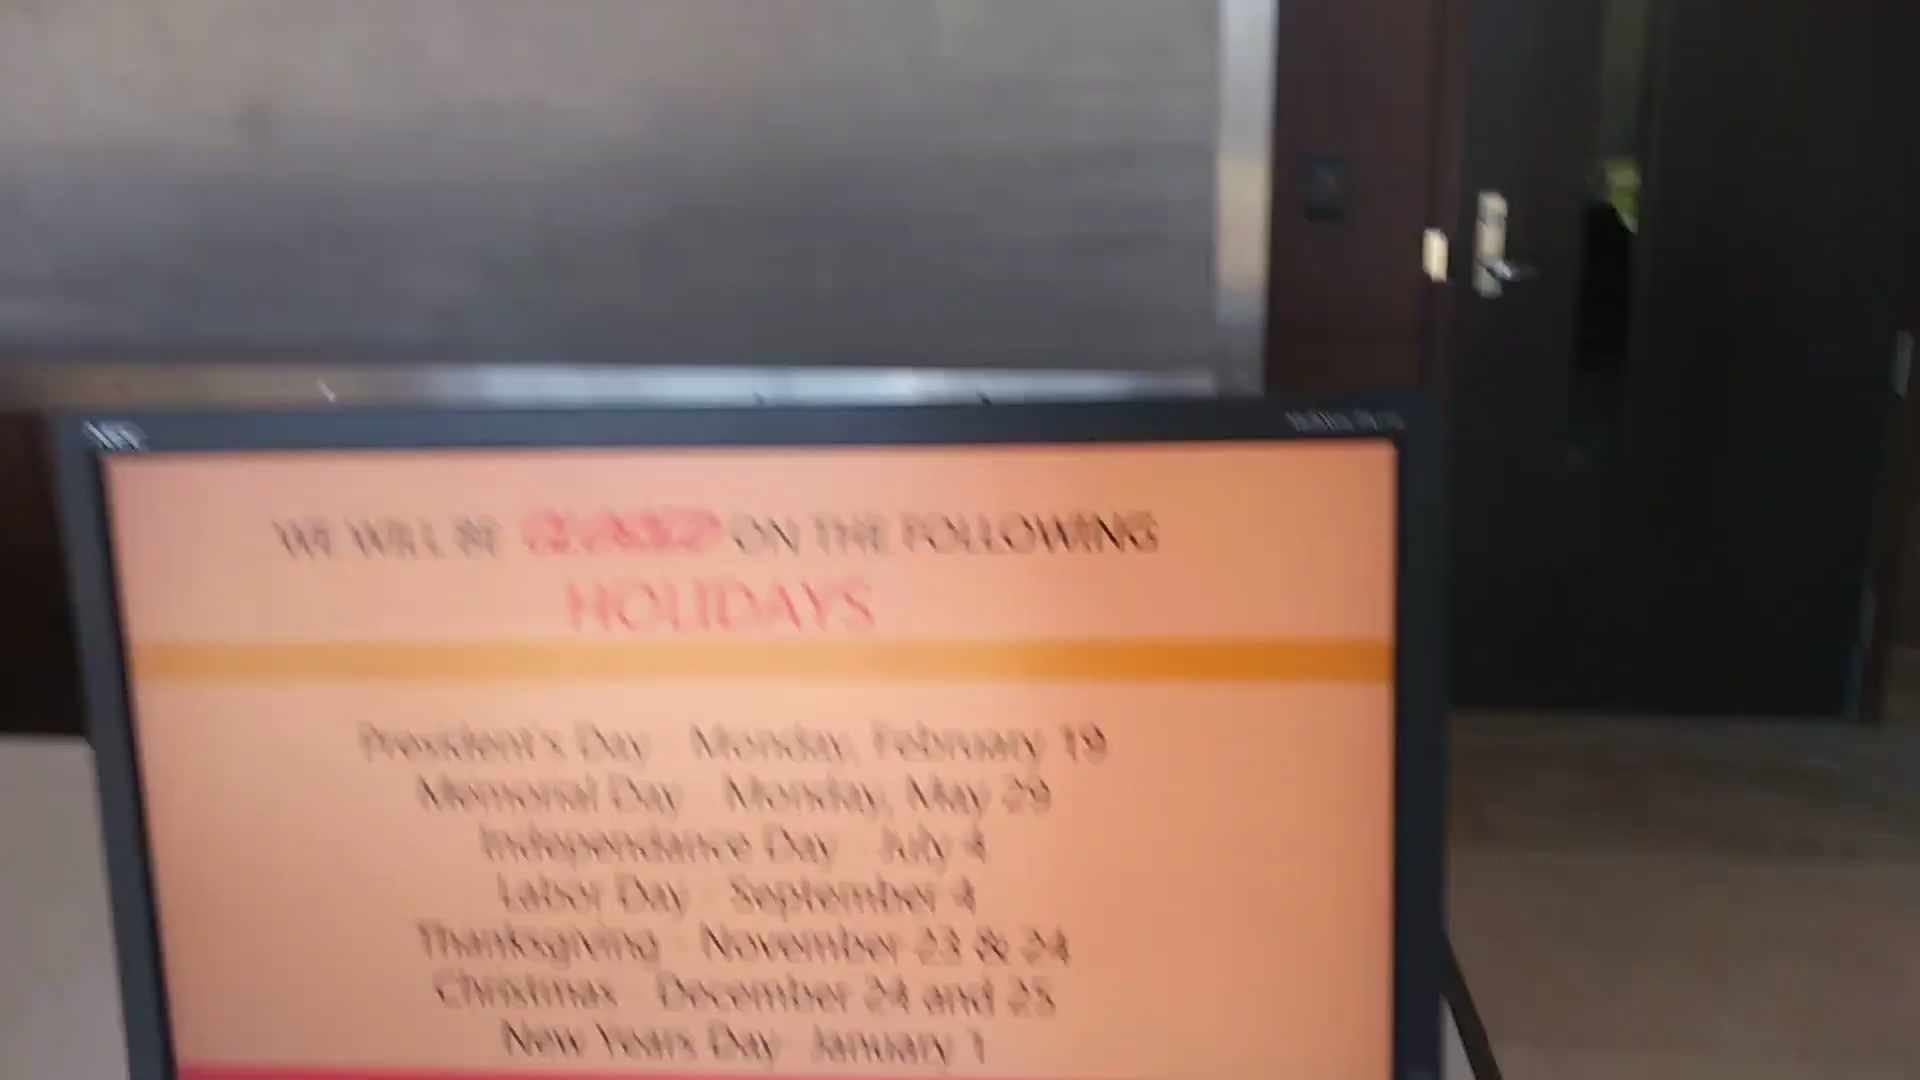 WE WILL BE CLOSED ON THE FOLLOWING
HOLIDAYS
President's Day - Monday, February 19
Memorial Day - Monday, May 29
Independance Day - July 4
Labor Day - September 4
Thanksgiving - November 23 & 24
Christmas - December 24 and 25
New Years Day- January 1